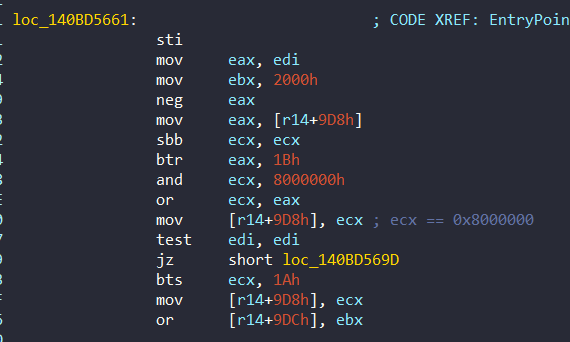 loc_140BD5661: ; CODE XREF: EntryPoin
sti
mov eax, edi
mov ebx, 2000h
neg eax
mov eax, [r14+9D8h]
sbb ecx, ecx
btr eax, 1Bh
and ecx, 8000000h
or ecx, eax
mov [r14+9D8h], ecx ; ecx == 0x8000000
test edi, edi
jz short loc_140BD569D
bts ecx, 1Ah
mov [r14+9D8h], ecx
or [r14+9DCh], ebx